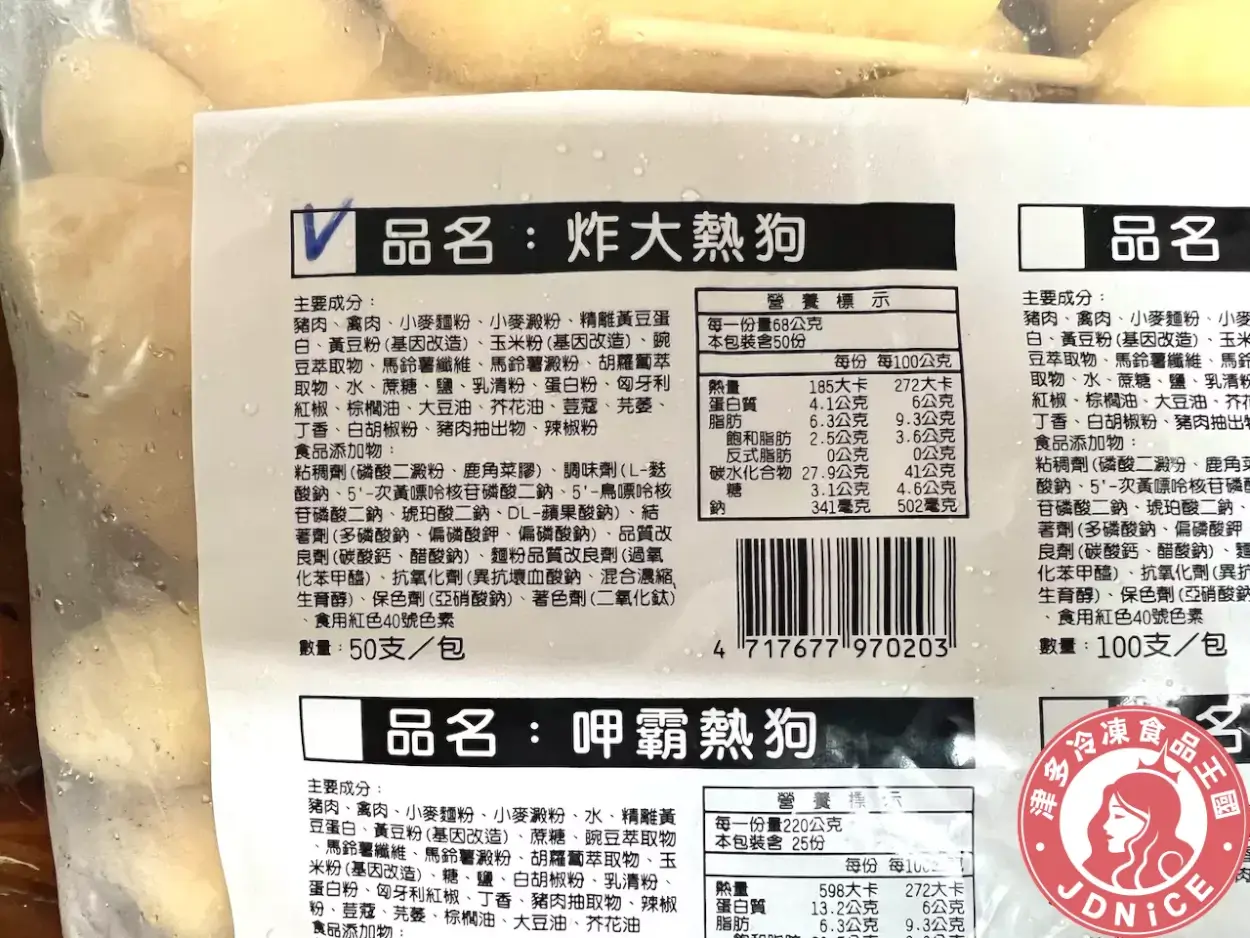 品名：炸大熱狗
主要成分：
豬肉、禽肉、小麥麵粉、小麥澱粉、精離黃豆蛋
白、黃豆粉(基因改造)、玉米粉(基因改造)、豌
豆萃取物、馬鈴薯纖維、馬鈴薯澱粉、胡蘿蔔萃
取物、水、蔗糖、鹽、乳清粉、蛋白粉、匈牙利
紅椒、棕櫚油、大豆油、芥花油、荳蔻、芫荽、
丁香、白胡椒粉、豬肉抽出物、辣椒粉
食品添加物：
粘稠劑(磷酸二澱粉、鹿角菜膠)、調味劑(L-麩
酸鈉、5'-次黃嘌呤核苷磷酸二鈉、5'-鳥嘌呤核
苷磷酸二鈉、琥珀酸二鈉、DL-蘋果酸鈉)、結
著劑(多磷酸鈉、偏磷酸鉀、偏磷酸鈉)、品質改
良劑(碳酸鈣、醋酸鈉)、麵粉品質改良劑(過氧
化苯甲醯)、抗氧化劑(異抗壞血酸鈉、混合濃縮
生育醇)、保色劑(亞硝酸鈉)、著色劑(二氧化鈦)
、食用紅色40號色素
數量：50支／包
營養標示
每一份量68公克
本包裝含50份
每份 每100公克
熱量 185大卡 272大卡
蛋白質 4.1公克 6公克
脂肪 6.3公克 9.3公克
飽和脂肪 2.5公克 3.6公克
反式脂肪 0公克 0公克
碳水化合物 27.9公克 41公克
糖 3.1公克 4.6公克
鈉 341毫克 502毫克
4 717677 970203
品名
主要成分：
豬肉、禽肉、小麥麵粉、小麥
白、黃豆粉(基因改造)、玉米
豆萃取物、馬鈴薯纖維、馬鈴
取物、水、蔗糖、鹽、乳清粉
紅椒、棕櫚油、大豆油、芥花
丁香、白胡椒粉、豬肉抽出物
食品添加物：
粘稠劑(磷酸二澱粉、鹿角菜
酸鈉、5'-次黃嘌呤核苷磷酸
苷磷酸二鈉、琥珀酸二鈉、
著劑(多磷酸鈉、偏磷酸鉀
良劑(碳酸鈣、醋酸鈉)、麵
化苯甲醯)、抗氧化劑(異抗
生育醇)、保色劑(亞硝酸鈉
、食用紅色40號色素
數量：100支／包
品名：呷霸熱狗
主要成分：
豬肉、禽肉、小麥麵粉、小麥澱粉、水、精離黃
豆蛋白、黃豆粉(基因改造)、蔗糖、豌豆萃取物
、馬鈴薯纖維、馬鈴薯澱粉、胡蘿蔔萃取物、玉
米粉(基因改造)、糖、鹽、白胡椒粉、乳清粉、
蛋白粉、匈牙利紅椒、丁香、豬肉抽取物、辣椒
粉、荳蔻、芫荽、棕櫚油、大豆油、芥花油
食品添加物：
營養標示
每一份量220公克
本包裝含 25份
每份
熱量 598大卡 272大卡
蛋白質 13.2公克 6公克
脂肪 6.3公克 9.3公克
名
津多冷凍食品王國
JDNiCE